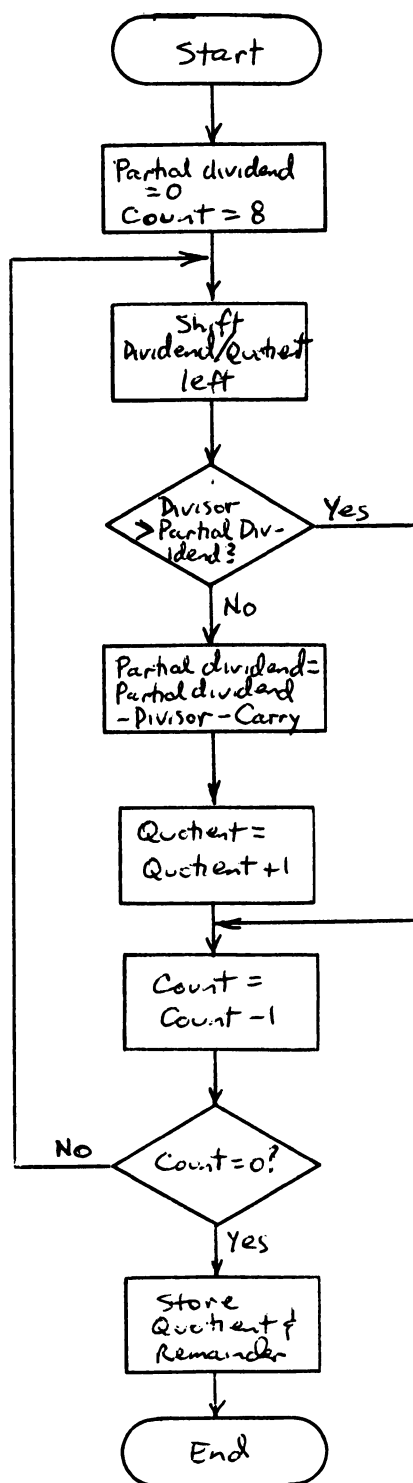 Start
Partial dividend
= 0
Count = 8
Shift
Dividend/Qutiet
left
Divisor
> Partial Div-
idend?
Yes
No
Partial dividend =
Partial dividend
- Divisor - Carry
Quotient =
Quotient + 1
Count =
Count - 1
No
Count = 0?
Yes
Store
Quotient &
Remainder
End